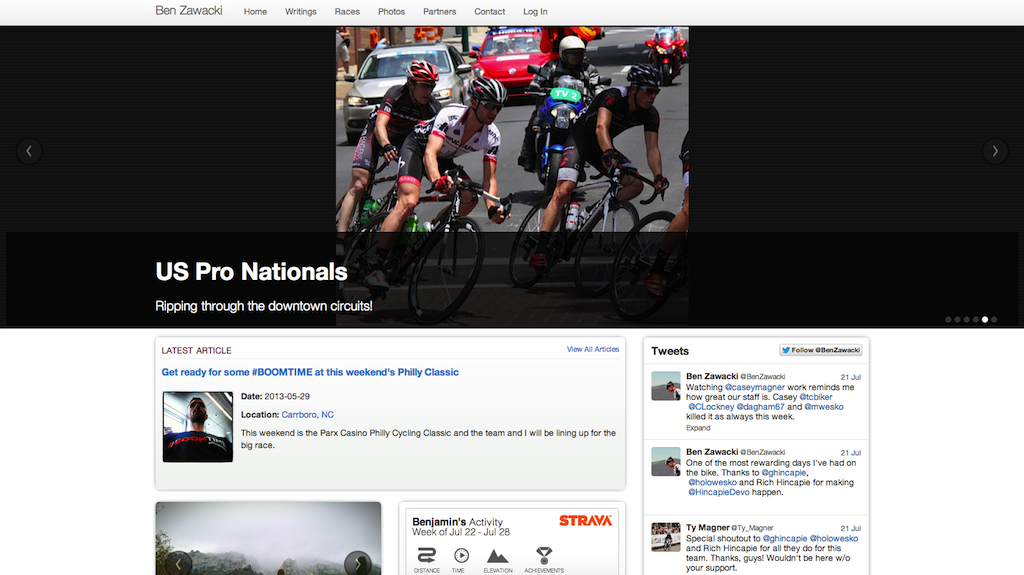 Ben Zawacki Home Writings Races Photos Partners Contact Log In
TV 2
US Pro Nationals
Ripping through the downtown circuits!
LATEST ARTICLE View All Articles
Get ready for some #BOOMTIME at this weekend's Philly Classic
Date: 2013-05-29
Location: Carrboro, NC
This weekend is the Parx Casino Philly Cycling Classic and the team and I will be lining up for the
big race.
Benjamin's Activity
Week of Jul 22 - Jul 28
STRAVA
DISTANCE TIME ELEVATION ACHIEVEMENTS
Tweets Follow @BenZawacki
Ben Zawacki @BenZawacki 21 Jul
Watching @caseymagner work reminds me
how great our staff is. Casey @tcbiker
@CLockney @dagham67 and @mwesko
killed it as always this week.
Expand
Ben Zawacki @BenZawacki 21 Jul
One of the most rewarding days I've had on
the bike. Thanks to @ghincapie,
@holowesko and Rich Hincapie for making
@HincapieDevo happen.
Ty Magner @Ty_Magner 21 Jul
Special shoutout to @ghincapie @holowesko
and Rich Hincapie for all they do for this
team. Thanks, guys! Wouldn't be here w/o
your support.